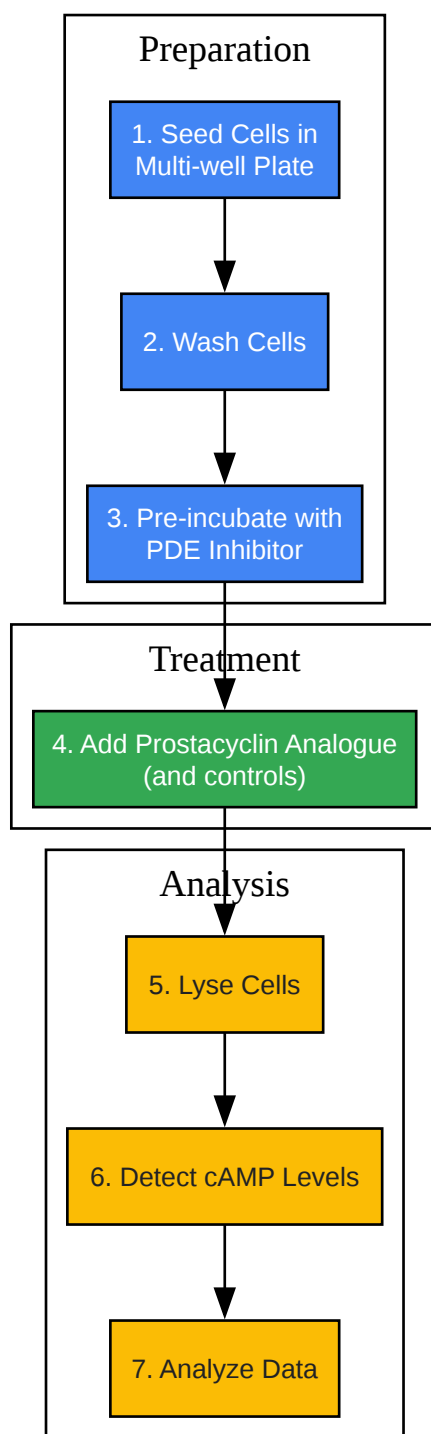 Preparation
1. Seed Cells in
Multi-well Plate
2. Wash Cells
3. Pre-incubate with
PDE Inhibitor
Treatment
4. Add Prostacyclin Analogue
(and controls)
Analysis
5. Lyse Cells
6. Detect cAMP Levels
7. Analyze Data